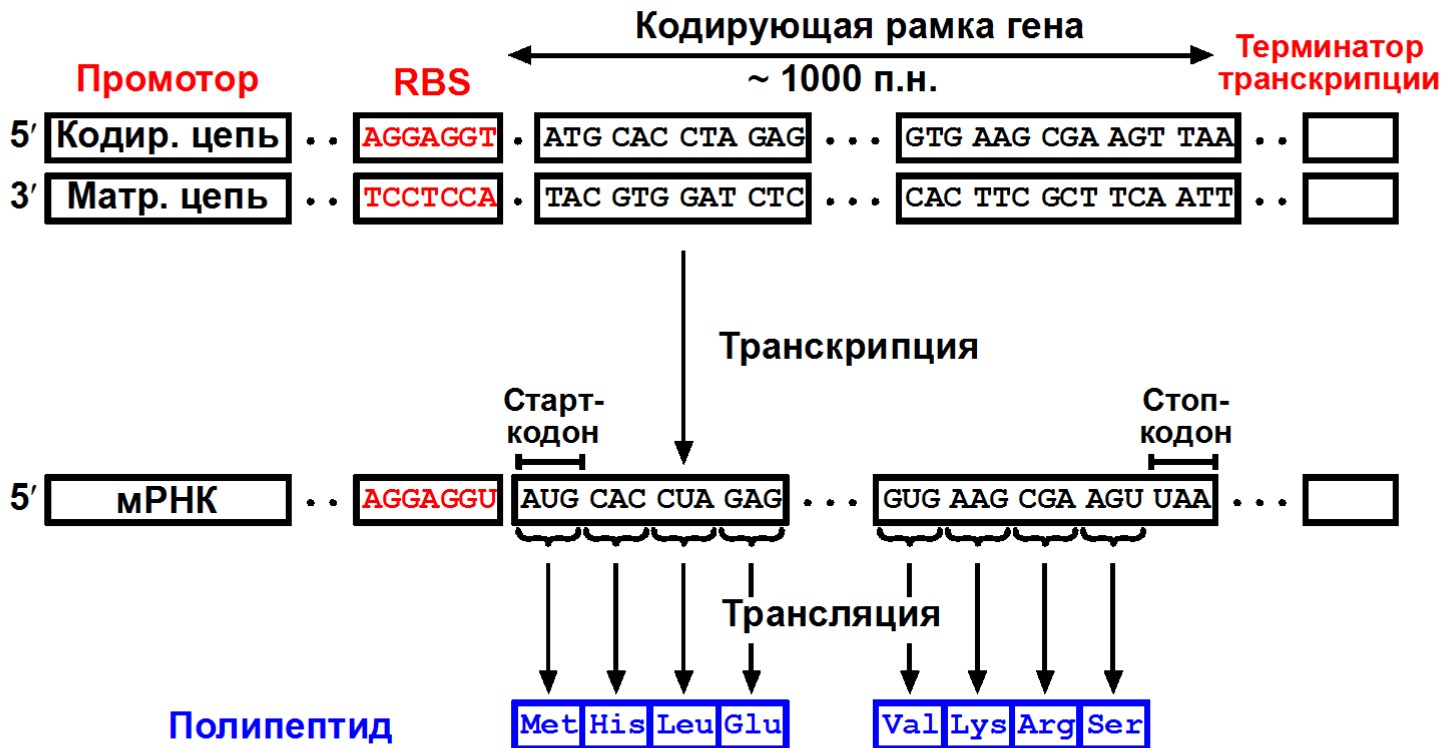 Кодирующая рамка гена
Промотор RBS ~ 1000 п.н. Терминатор
транскрипции
5′ Кодир. цепь · · AGGAGGT · ATG CAC CTA GAG · · · GTG AAG CGA AGT TAA · ·
3′ Матр. цепь · · TCCTCCA · TAC GTG GAT CTC · · · CAC TTC GCT TCA ATT · ·
Транскрипция
Старт-
кодон
Стоп-
кодон
5′ мРНК · · AGGAGGU AUG CAC CUA GAG · · · GUG AAG CGA AGU UAA · · ·
Трансляция
Полипептид Met His Leu Glu Val Lys Arg Ser